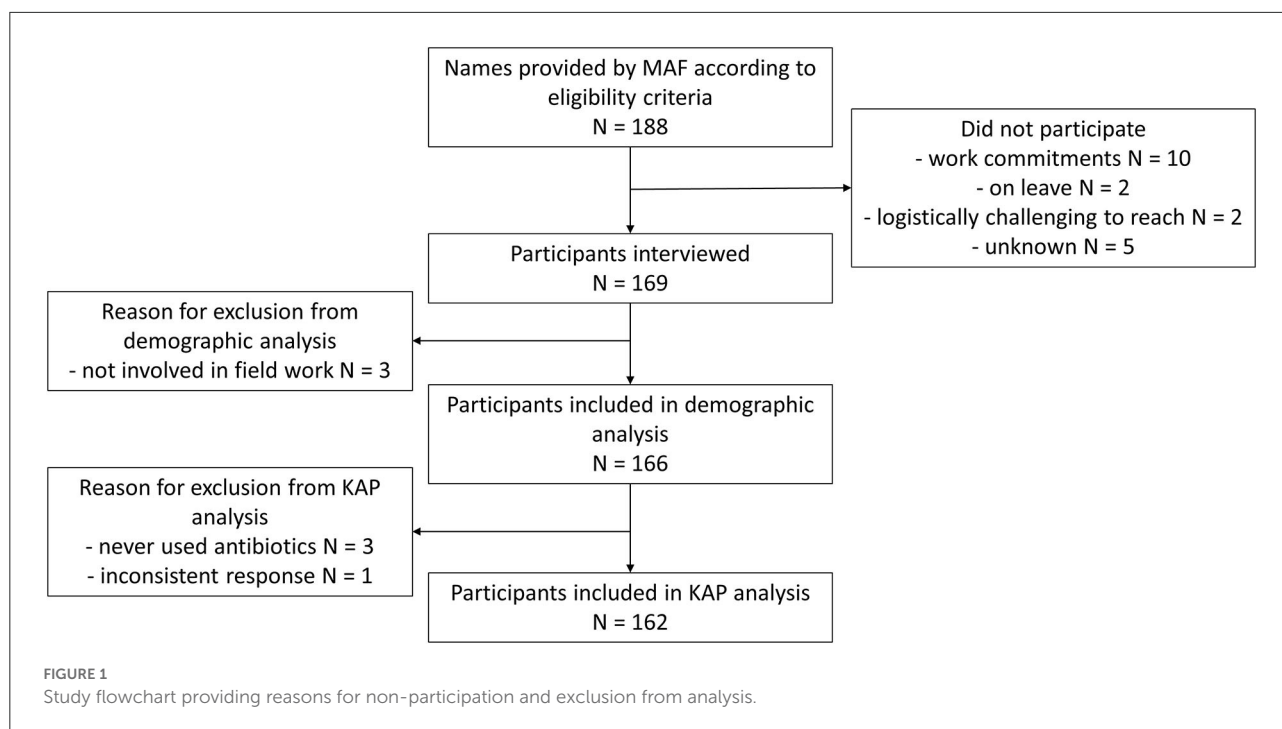 Names provided by MAF according to
eligibility criteria
N = 188
Did not participate
- work commitments N = 10
- on leave N = 2
- logistically challenging to reach N = 2
- unknown N = 5
Participants interviewed
N = 169
Reason for exclusion from
demographic analysis
- not involved in field work N = 3
Participants included in demographic
analysis
N = 166
Reason for exclusion from KAP
analysis
- never used antibiotics N = 3
- inconsistent response N = 1
Participants included in KAP analysis
N = 162
FIGURE 1
Study flowchart providing reasons for non-participation and exclusion from analysis.